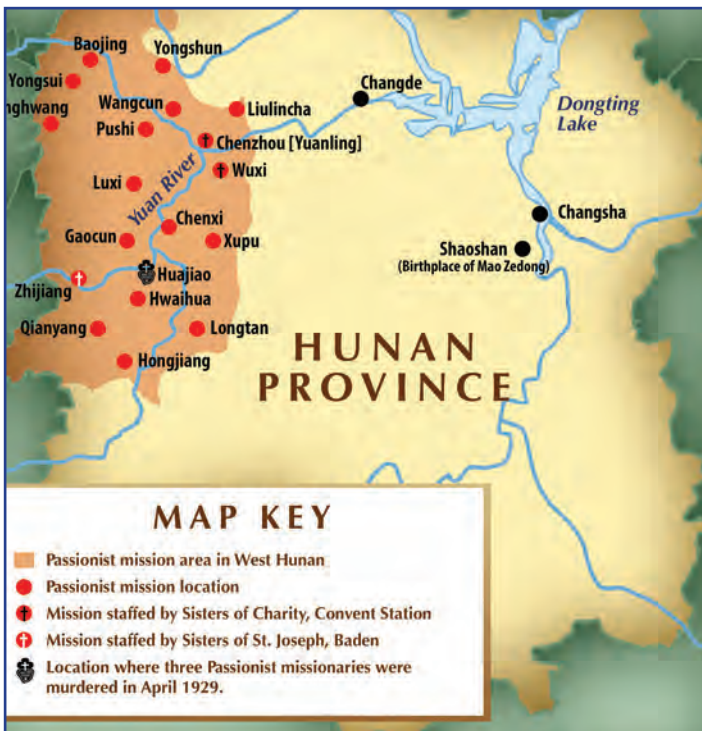 Baojing
Yongshun
Yongsui
nghwang
Wangcun
Pushi
Liulincha
Changde
Dongting
Lake
Chenzhou [Yuanling]
Wuxi
Luxi
Yuan River
Chenxi
Gaocun
Xupu
Changsha
Shaoshan
(Birthplace of Mao Zedong)
Zhijiang
Huajiao
Hwaihua
Qianyang
Longtan
Hongjiang
HUNAN
PROVINCE
MAP KEY
Passionist mission area in West Hunan
Passionist mission location
Mission staffed by Sisters of Charity, Convent Station
Mission staffed by Sisters of St. Joseph, Baden
Location where three Passionist missionaries were
murdered in April 1929.